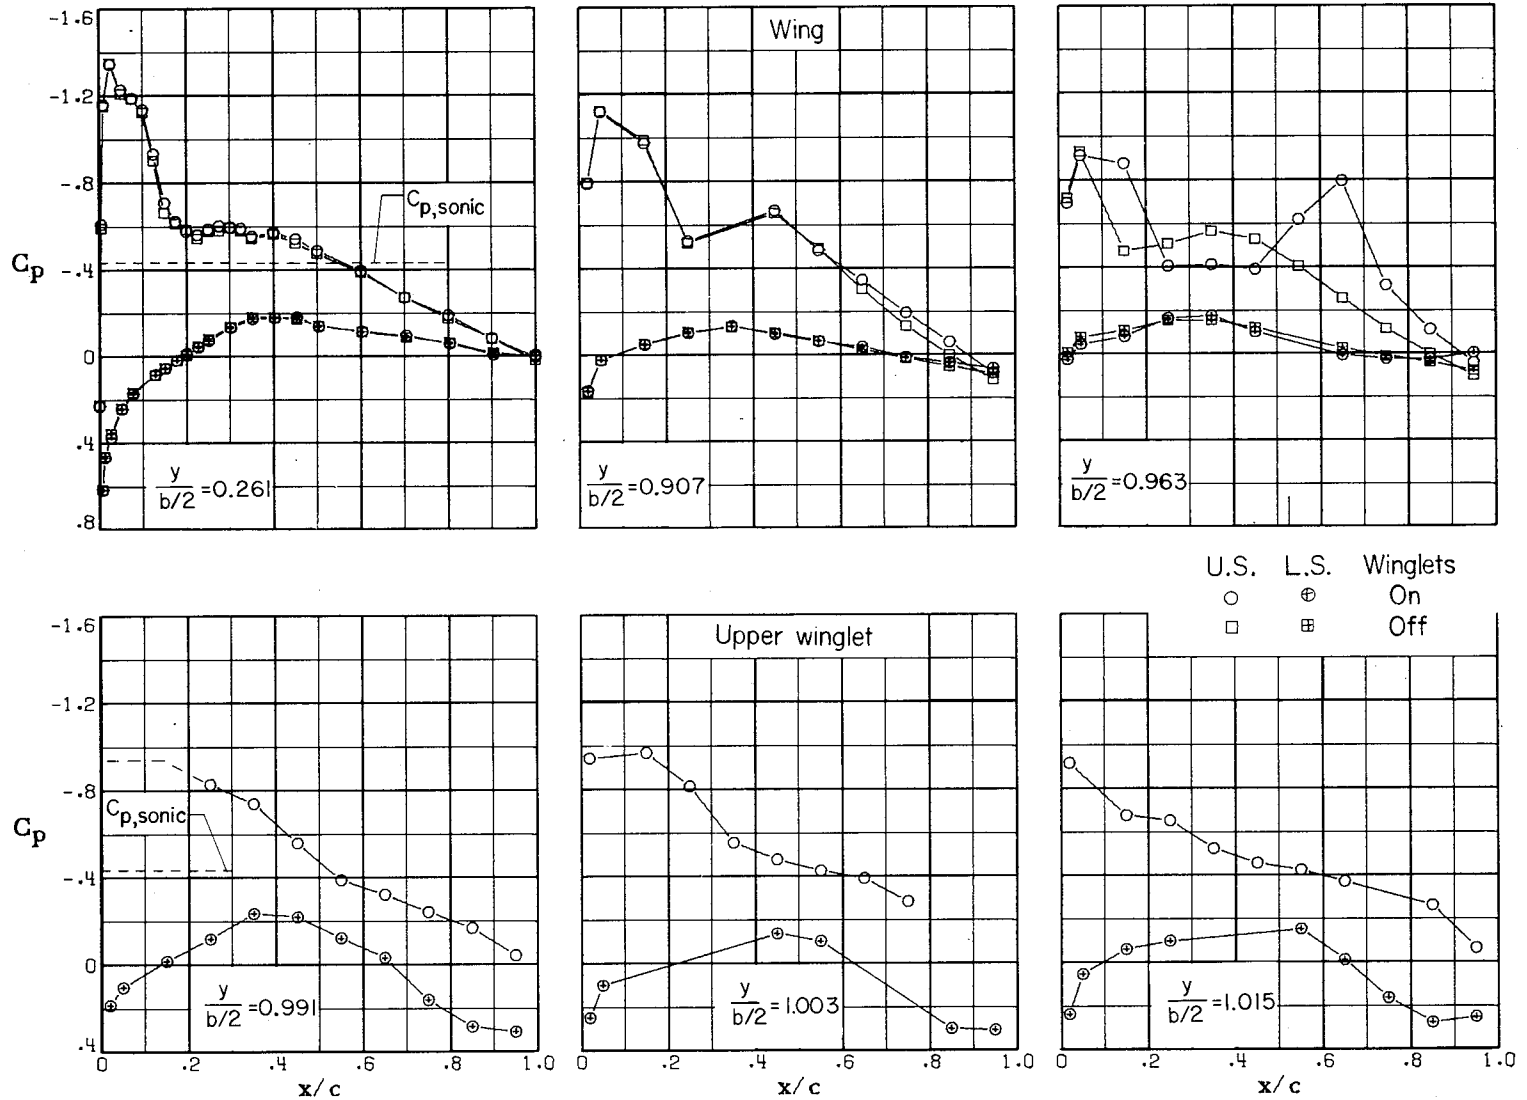 Wing
-1.6
-1.2
-.8
-.4
0
.4
.8
Cp
Cp,sonic
y
b/2 =0.261
y
b/2 =0.907
y
b/2 =0.963
U.S. L.S. Winglets
On
Off
Upper winglet
-1.6
-1.2
-.8
-.4
0
.4
Cp
Cp,sonic
y
b/2 =0.991
y
b/2 =1.003
y
b/2 =1.015
0 .2 .4 .6 .8 1.0
x/c
0 .2 .4 .6 .8 1.0
x/c
0 .2 .4 .6 .8 1.0
x/c